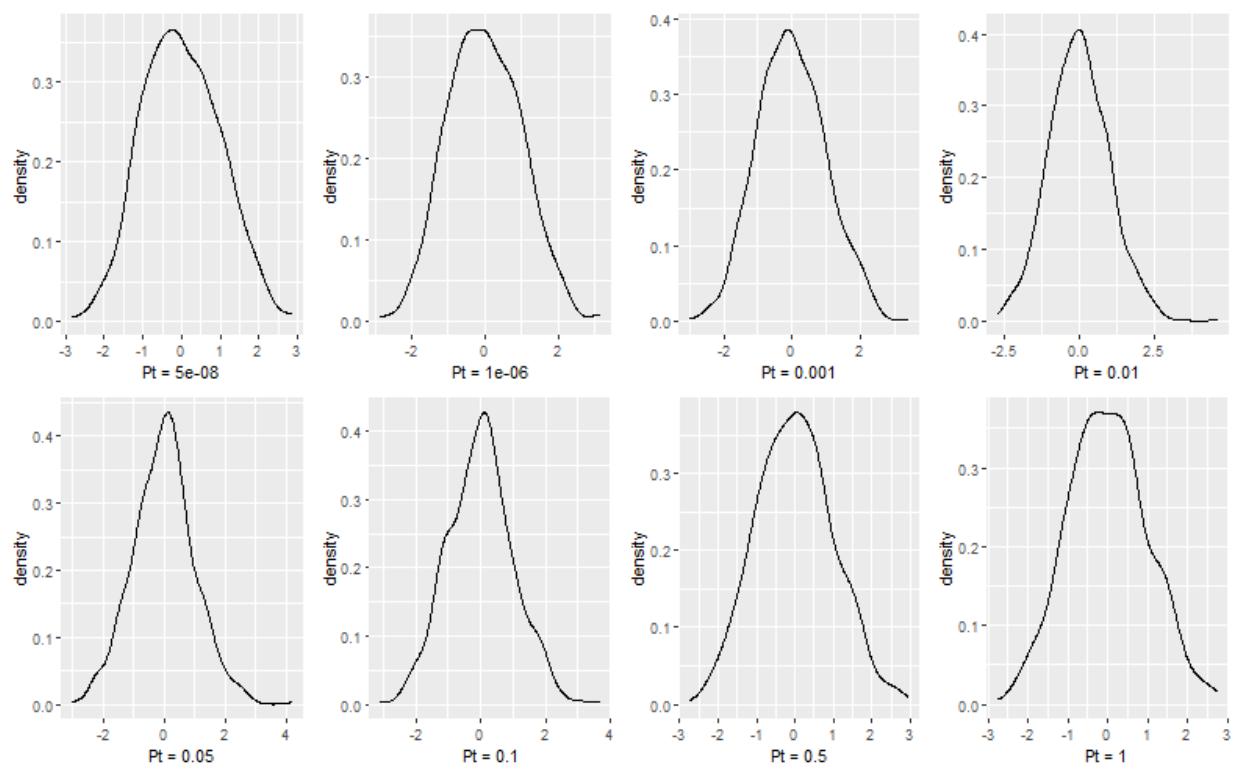 density
0.3
0.2
0.1
0.0
-3 -2 -1 0 1 2 3
Pt = 5e-08
density
0.3
0.2
0.1
0.0
-2 0 2
Pt = 1e-06
density
0.4
0.3
0.2
0.1
0.0
-2 0 2
Pt = 0.001
density
0.4
0.3
0.2
0.1
0.0
-2.5 0.0 2.5
Pt = 0.01
density
0.4
0.3
0.2
0.1
0.0
-2 0 2 4
Pt = 0.05
density
0.4
0.3
0.2
0.1
0.0
-2 0 2 4
Pt = 0.1
density
0.3
0.2
0.1
0.0
-3 -2 -1 0 1 2 3
Pt = 0.5
density
0.3
0.2
0.1
0.0
-3 -2 -1 0 1 2 3
Pt = 1